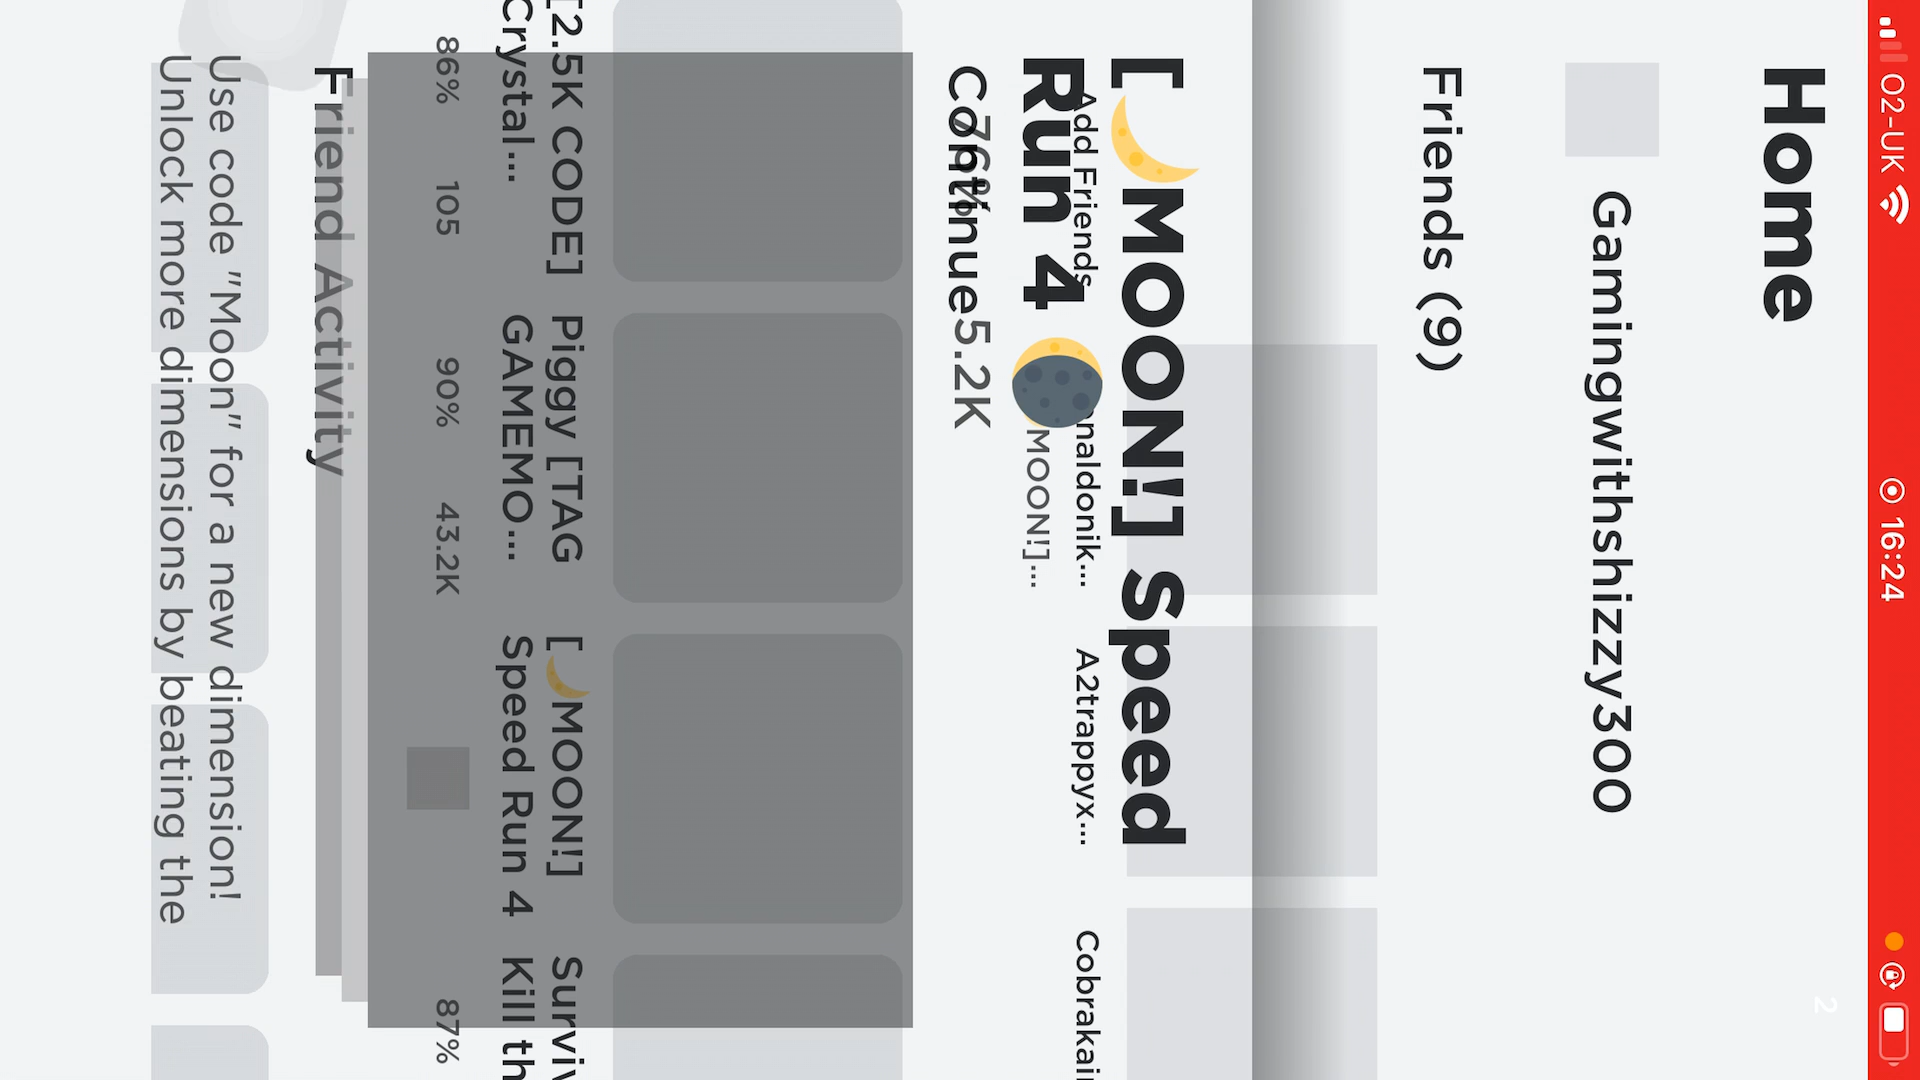 O2-UK 16:24
Home
2
Gamingwithshizzy300
Friends (9)
[🌙MOON!] Speed
Run 4 🌘
Add Friends
naldonik...
A2trappyx...
Cobrakai
MOON!]...
Continue
76% 5.2K
[2.5K CODE]
Crystal...
86% 105
Piggy [TAG
GAMEMO...
90% 43.2K
[🌙MOON!]
Speed Run 4
Surviv
Kill th
87%
Friend Activity
Use code "Moon" for a new dimension!
Unlock more dimensions by beating the